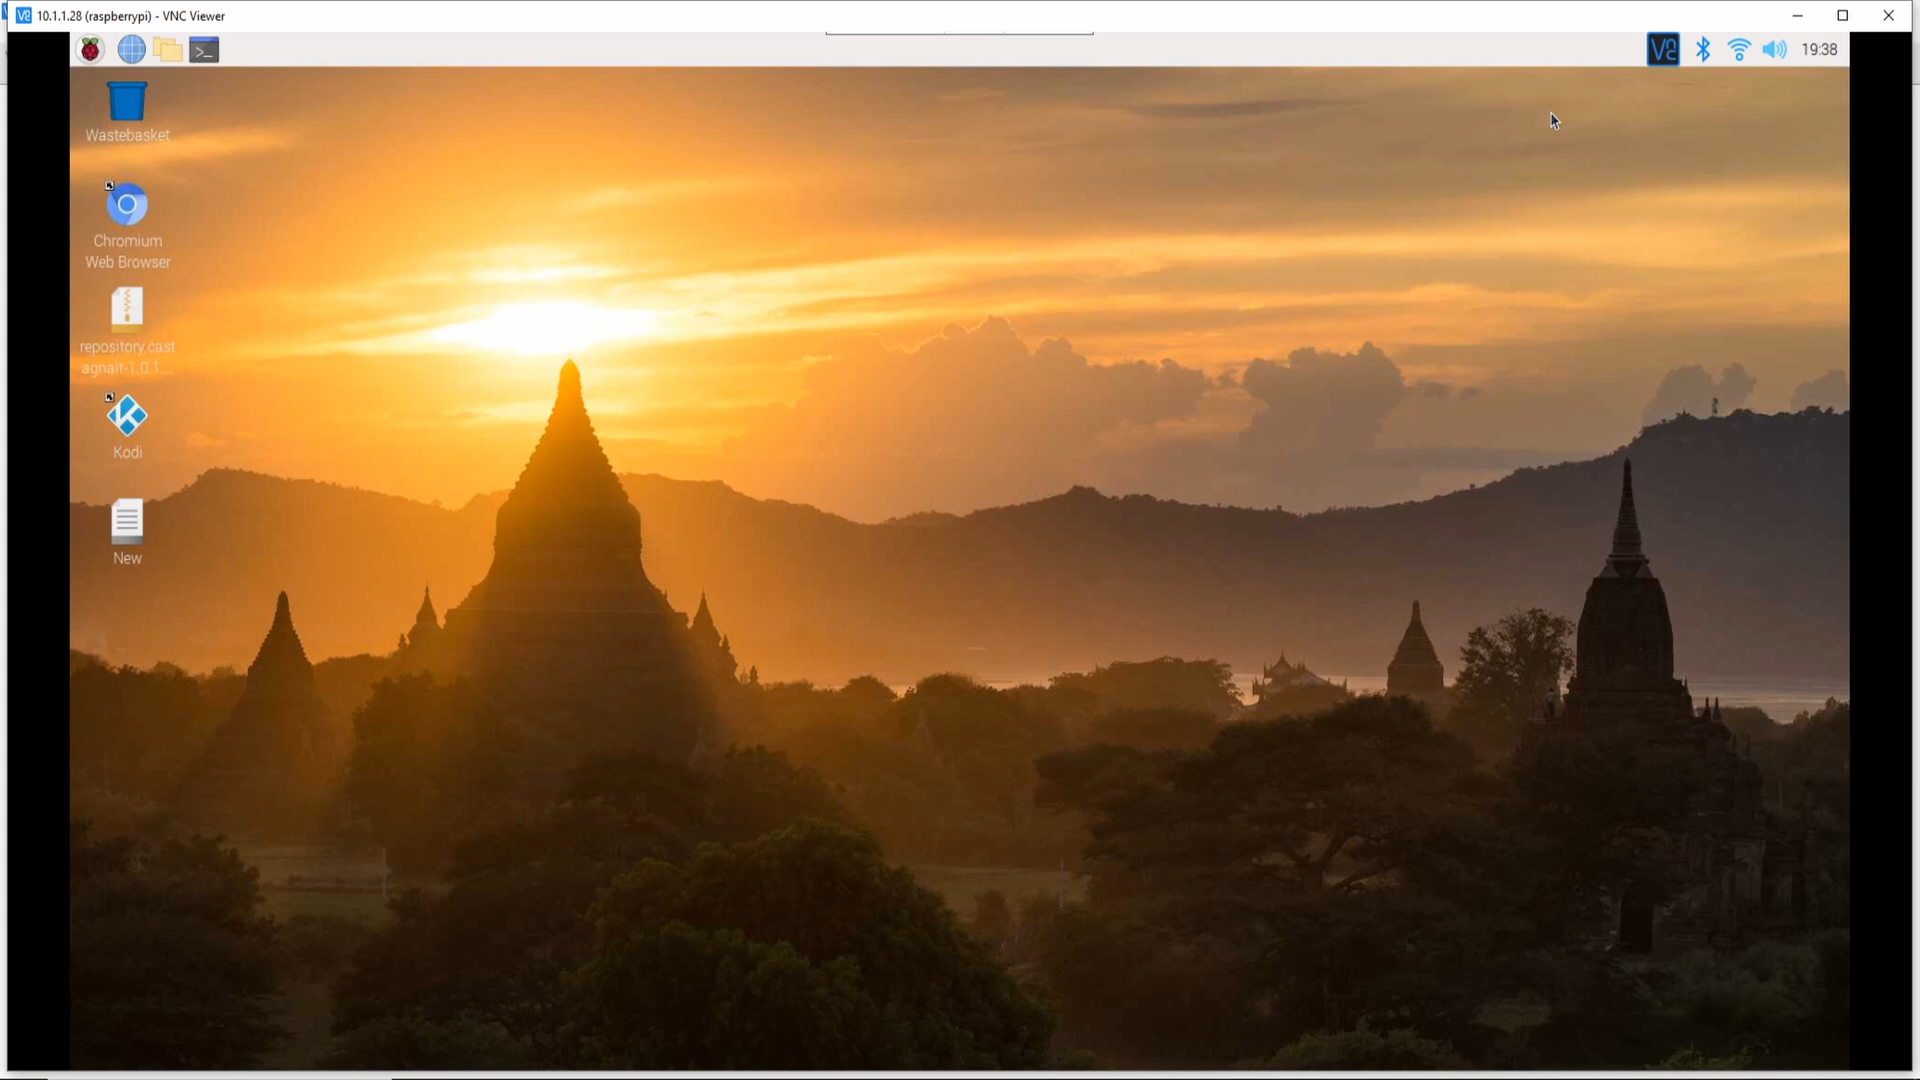 10.1.1.28 (raspberrypi) - VNC Viewer
19:38
Wastebasket
Chromium
Web Browser
repository.cast
agnait-1.0.1...
Kodi
New